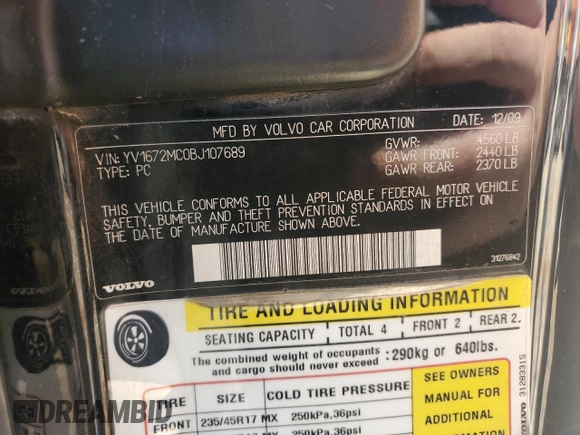 MFD BY VOLVO CAR CORPORATION 12/09
VIN: YV1672MC0BJ107689
TYPE: PC
GVWR: 4560 LB
GAWR FRONT: 2440 LB
GAWR REAR: 2370 LB
THIS VEHICLE CONFORMS TO ALL APPLICABLE FEDERAL MOTOR VEHICLE
SAFETY, BUMPER AND THEFT PREVENTION STANDARDS IN EFFECT ON
THE DATE OF MANUFACTURE SHOWN ABOVE.
VOLVO
31276842
TIRE AND LOADING INFORMATION
SEATING CAPACITY TOTAL 4 FRONT 2 REAR 2.
The combined weight of occupants
and cargo should never exceed :290kg or 640lbs.
TIRE SIZE COLD TIRE PRESSURE
SEE OWNERS
MANUAL FOR
ADDITIONAL
FRONT 235/45R17 MX 250kPa,36psi
VOLVO 31283315
DREAMBID